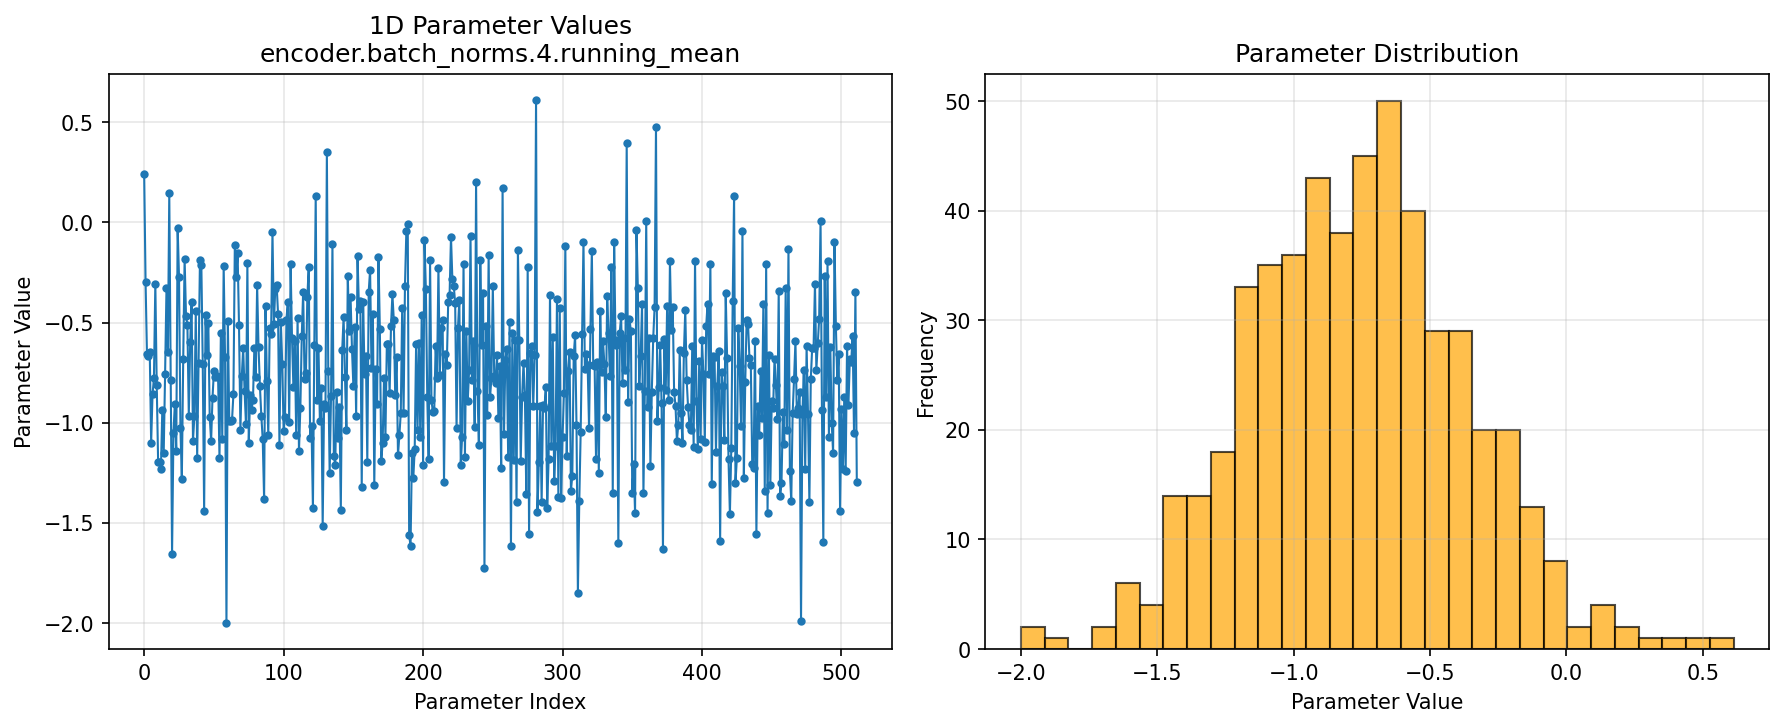 1D Parameter Values
encoder.batch_norms.4.running_mean
Parameter Value
0.5
0.0
−0.5
−1.0
−1.5
−2.0
0 100 200 300 400 500
Parameter Index
Parameter Distribution
Frequency
50
40
30
20
10
0
−2.0 −1.5 −1.0 −0.5 0.0 0.5
Parameter Value